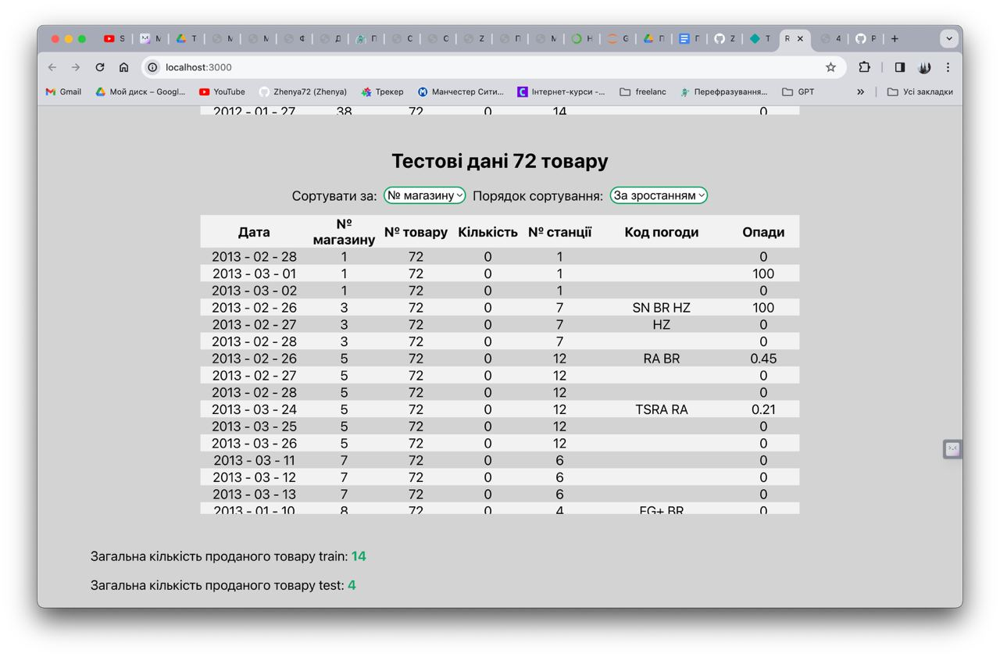 S M T M М Ф Д П C C Z П М H G П Г Z T R 4 P
localhost:3000
Gmail Мой диск – Googl... YouTube Zhenya72 (Zhenya) Трекер Манчестер Сити... Інтернет-курси -... freelanc Перефразування... GPT Усі закладки
2012 - 01 - 27 38 72 0 14 0
Тестові дані 72 товару
Сортувати за: № магазину Порядок сортування: За зростанням
Дата № магазину № товару Кількість № станції Код погоди Опади
2013 - 02 - 28 1 72 0 1 0
2013 - 03 - 01 1 72 0 1 100
2013 - 03 - 02 1 72 0 1 0
2013 - 02 - 26 3 72 0 7 SN BR HZ 100
2013 - 02 - 27 3 72 0 7 HZ 0
2013 - 02 - 28 3 72 0 7 0
2013 - 02 - 26 5 72 0 12 RA BR 0.45
2013 - 02 - 27 5 72 0 12 0
2013 - 02 - 28 5 72 0 12 0
2013 - 03 - 24 5 72 0 12 TSRA RA 0.21
2013 - 03 - 25 5 72 0 12 0
2013 - 03 - 26 5 72 0 12 0
2013 - 03 - 11 7 72 0 6 0
2013 - 03 - 12 7 72 0 6 0
2013 - 03 - 13 7 72 0 6 0
2013 - 01 - 10 8 72 0 4 FG+ BR 0
Загальна кількість проданого товару train: 14
Загальна кількість проданого товару test: 4